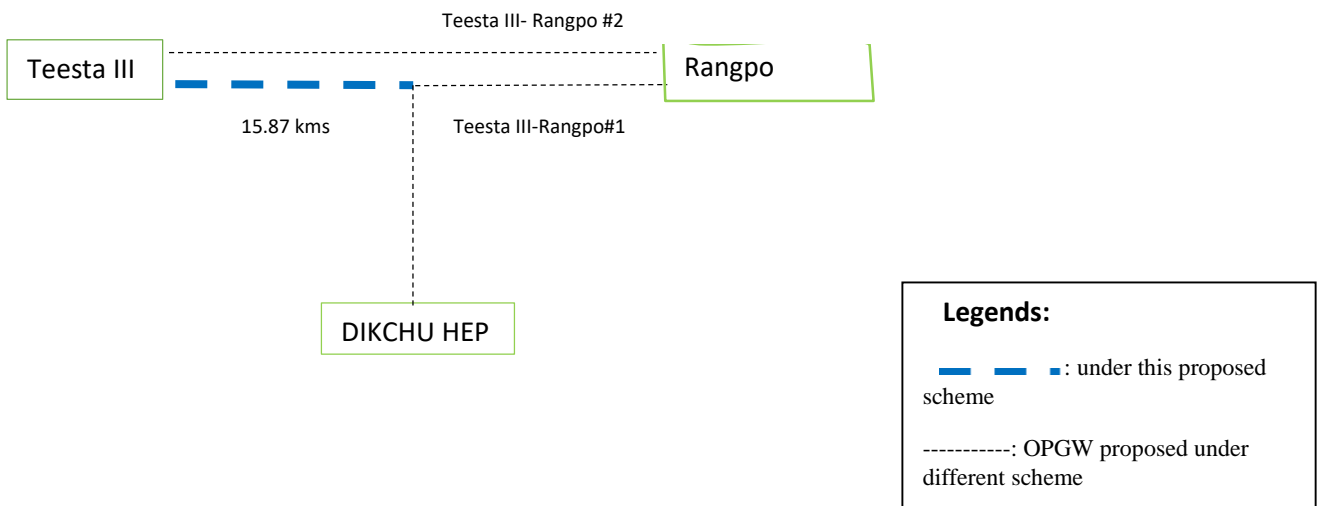 Teesta III- Rangpo #2
Teesta III
Rangpo
15.87 kms
Teesta III-Rangpo#1
DIKCHU HEP
Legends:
: under this proposed
scheme
-----------: OPGW proposed under
different scheme